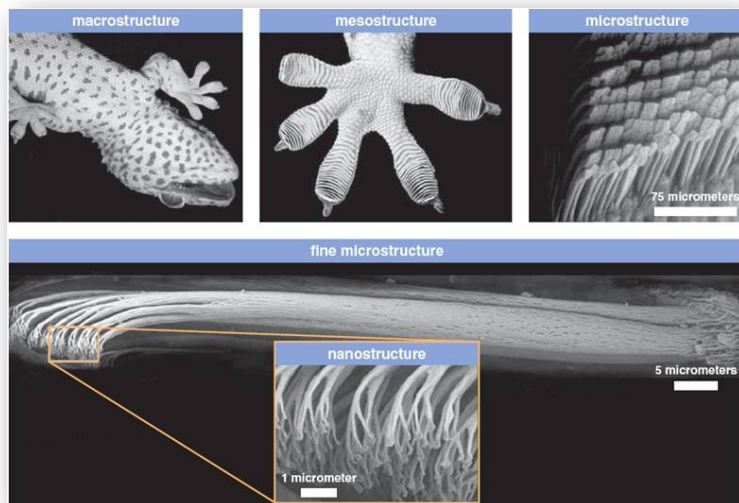 macrostructure
mesostructure
microstructure
75 micrometers
fine microstructure
5 micrometers
nanostructure
1 micrometer